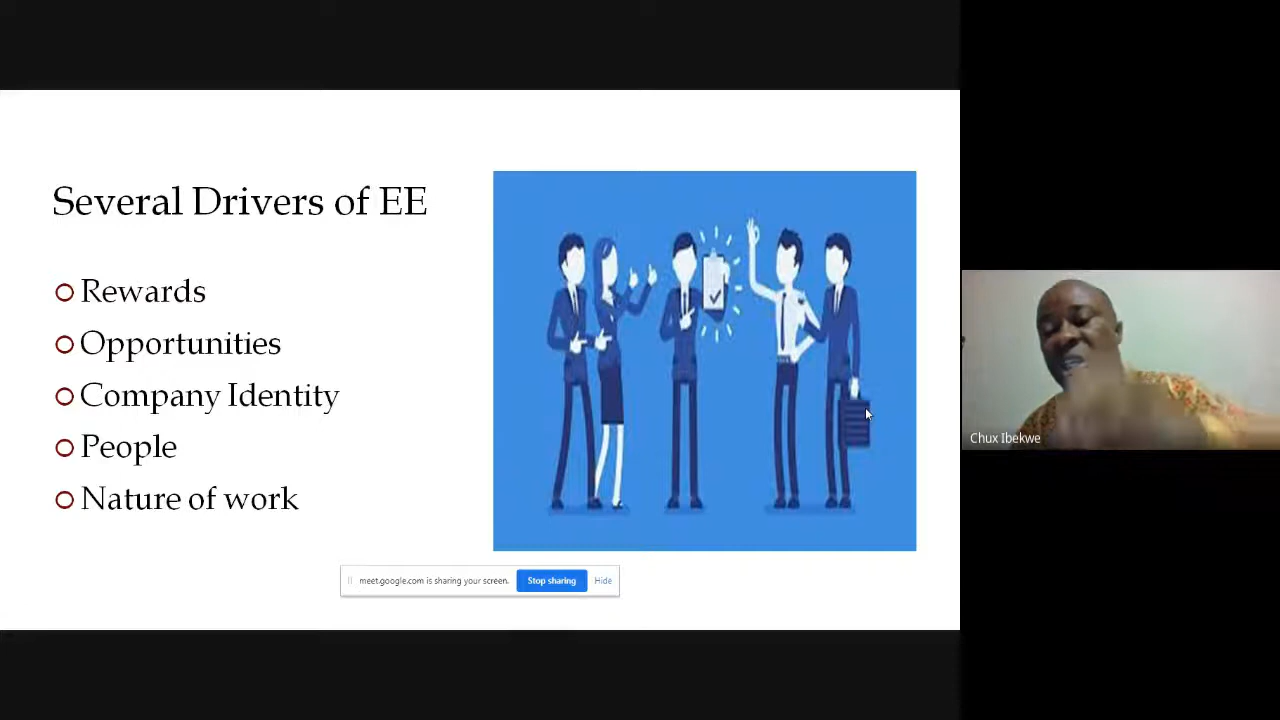 Several Drivers of EE
Rewards
Opportunities
Company Identity
People
Nature of work
meet.google.com is sharing your screen.
Stop sharing
Hide
Chux Ibekwe